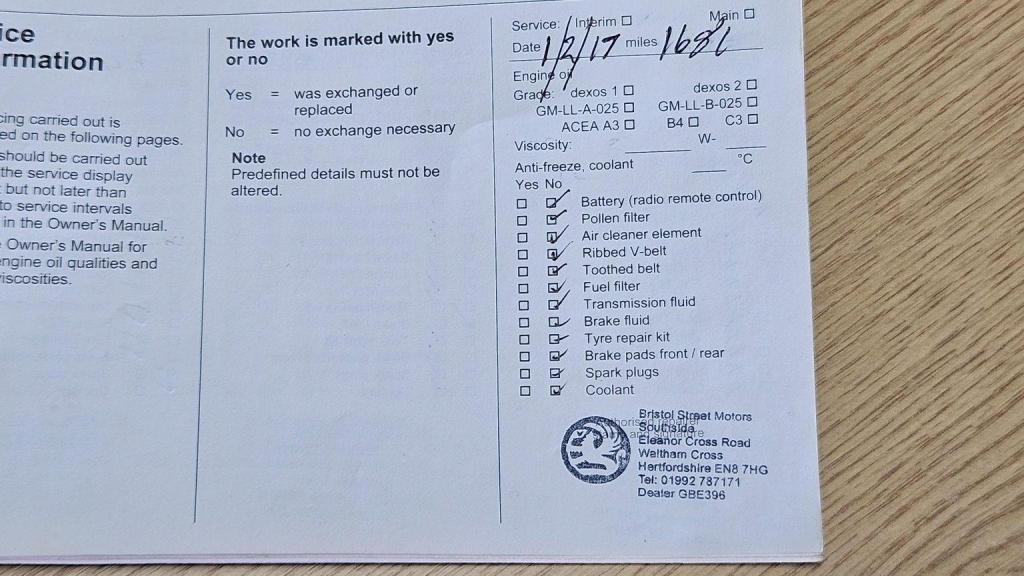 ice
rmation
cing carried out is
ed on the following pages.
should be carried out
the service display
but not later than
to service intervals
in the Owner's Manual.
Owner's Manual for
engine oil qualities and
viscosities.
The work is marked with yes
or no
Yes = was exchanged or
replaced
No = no exchange necessary
Note
Predefined details must not be
altered.
Service: Interim Main
Date 1/2/17 miles
Engine oil
Grade: dexos 1 dexos 2
GM-LL-A-025 GM-LL-B-025
ACEA A3 B4 C3
Viscosity: W-
Anti-freeze, coolant °C
Yes No
Battery (radio remote control)
Pollen filter
Air cleaner element
Ribbed V-belt
Toothed belt
Fuel filter
Transmission fluid
Brake fluid
Tyre repair kit
Brake pads front / rear
Spark plugs
Coolant
Bristol Street Motors
Southside
Eleanor Cross Road
Waltham Cross
Hertfordshire EN8 7HG
Tel: 01992 787171
Dealer GBE396